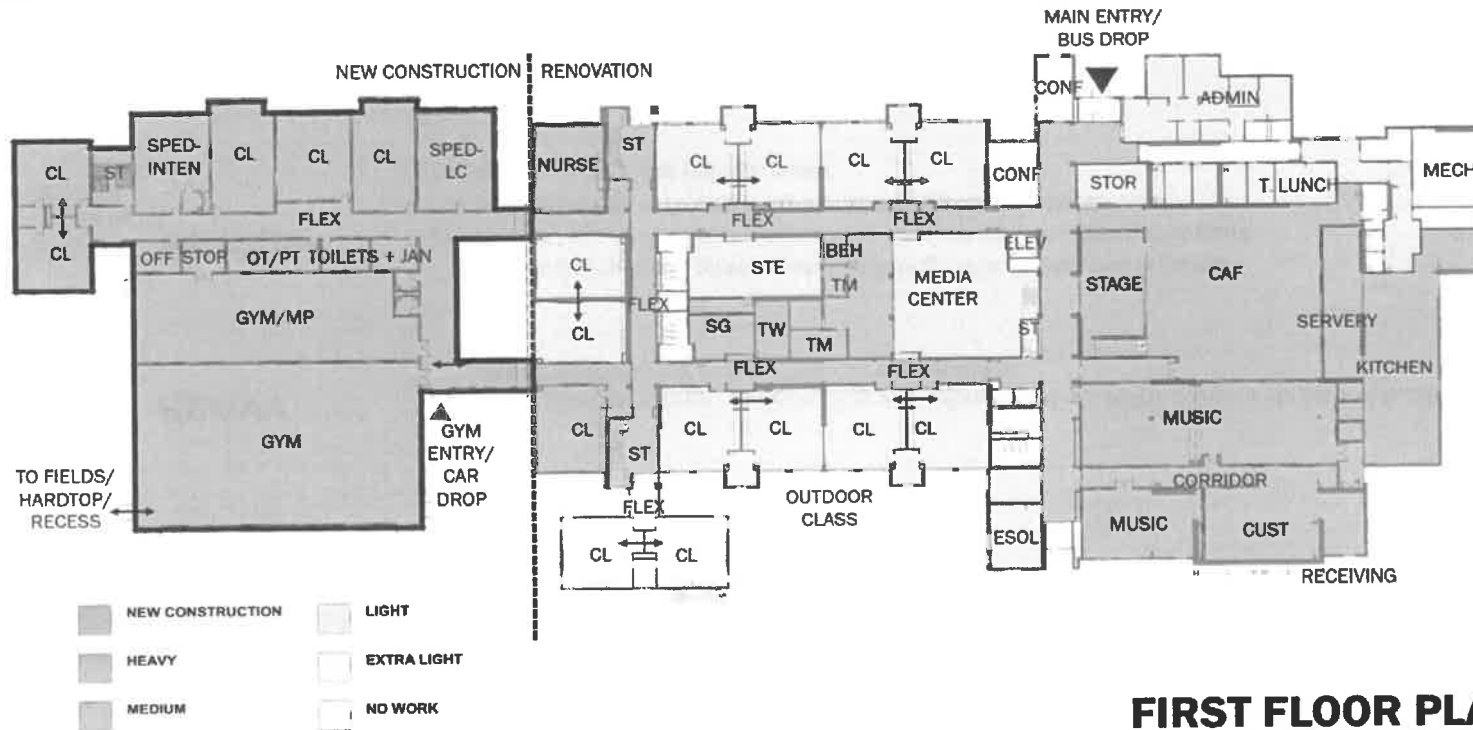 MAIN ENTRY/
BUS DROP
NEW CONSTRUCTION
RENOVATION
CONF
ADMIN
CL
ST
SPED-
INTEN
CL
CL
CL
SPED-
LC
NURSE
ST
CL
CL
CL
CL
CONF
STOR
T. LUNCH
MECH
FLEX
FLEX
FLEX
CL
OFF
STOP
OT/PT TOILETS + JAN
CL
STE
BEH
TM
ELEV
MEDIA
CENTER
STAGE
CAF
GYM/MP
FLEX
CL
SG
TW
TM
ST
SERVERY
KITCHEN
FLEX
FLEX
GYM
GYM
ENTRY/
CAR
DROP
CL
ST
CL
CL
CL
CL
MUSIC
TO FIELDS/
HARDTOP/
RECESS
FLEX
OUTDOOR
CLASS
CORRIDOR
ESOL
MUSIC
CUST
CL
CL
RECEIVING
NEW CONSTRUCTION
LIGHT
HEAVY
EXTRA LIGHT
MEDIUM
NO WORK
FIRST FLOOR PLA